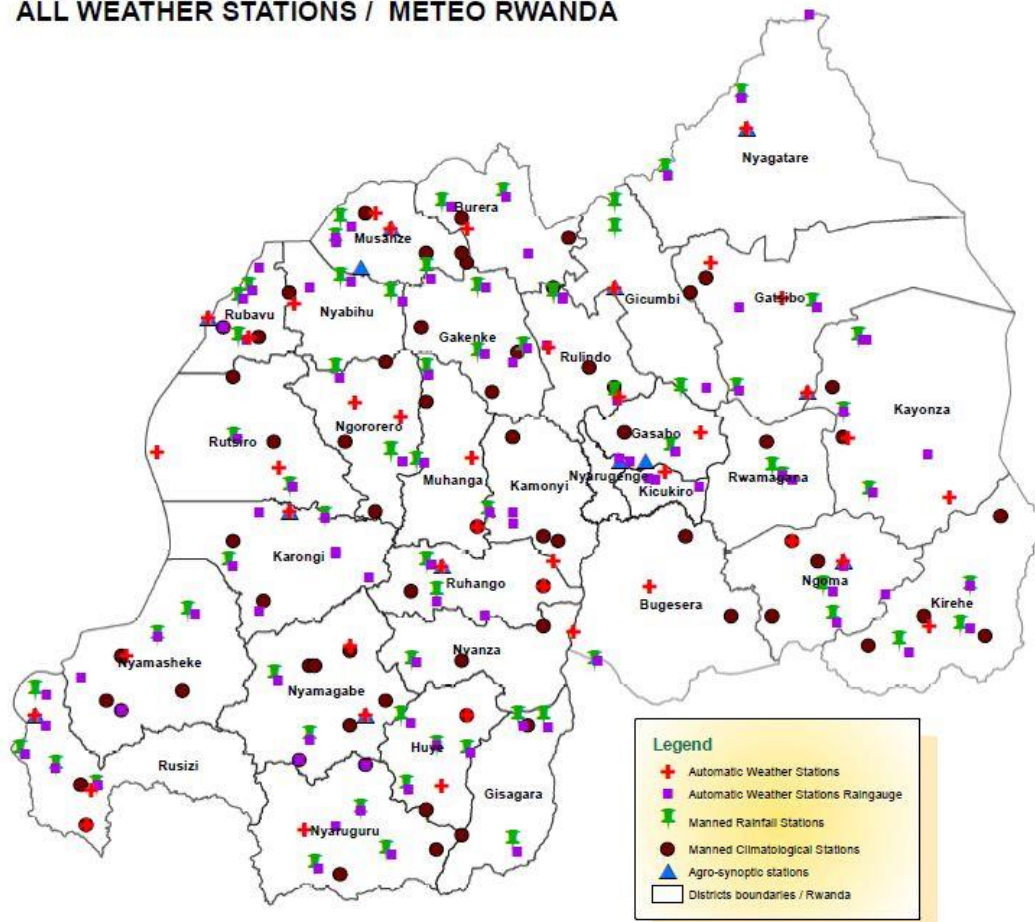 ALL WEATHER STATIONS / METEO RWANDA
Nyagatare
Burera
Musanze
Gicumbi
Gatsibo
Rubavu
Nyabihu
Gakenke
Rulindo
Kayonza
Ngororero
Rutsiro
Gasabo
Muhanga
Kamonyi
Nyarugenge
Rwamagana
Kicukiro
Karongi
Ruhango
Ngoma
Bugesera
Kirehe
Nyamasheke
Nyanza
Nyamagabe
Huye
Rusizi
Gisagara
Nyaruguru
Legend
Automatic Weather Stations
Automatic Weather Stations Raingauge
Manned Rainfall Stations
Manned Climatological Stations
Agro-synoptic stations
Districts boundaries / Rwanda